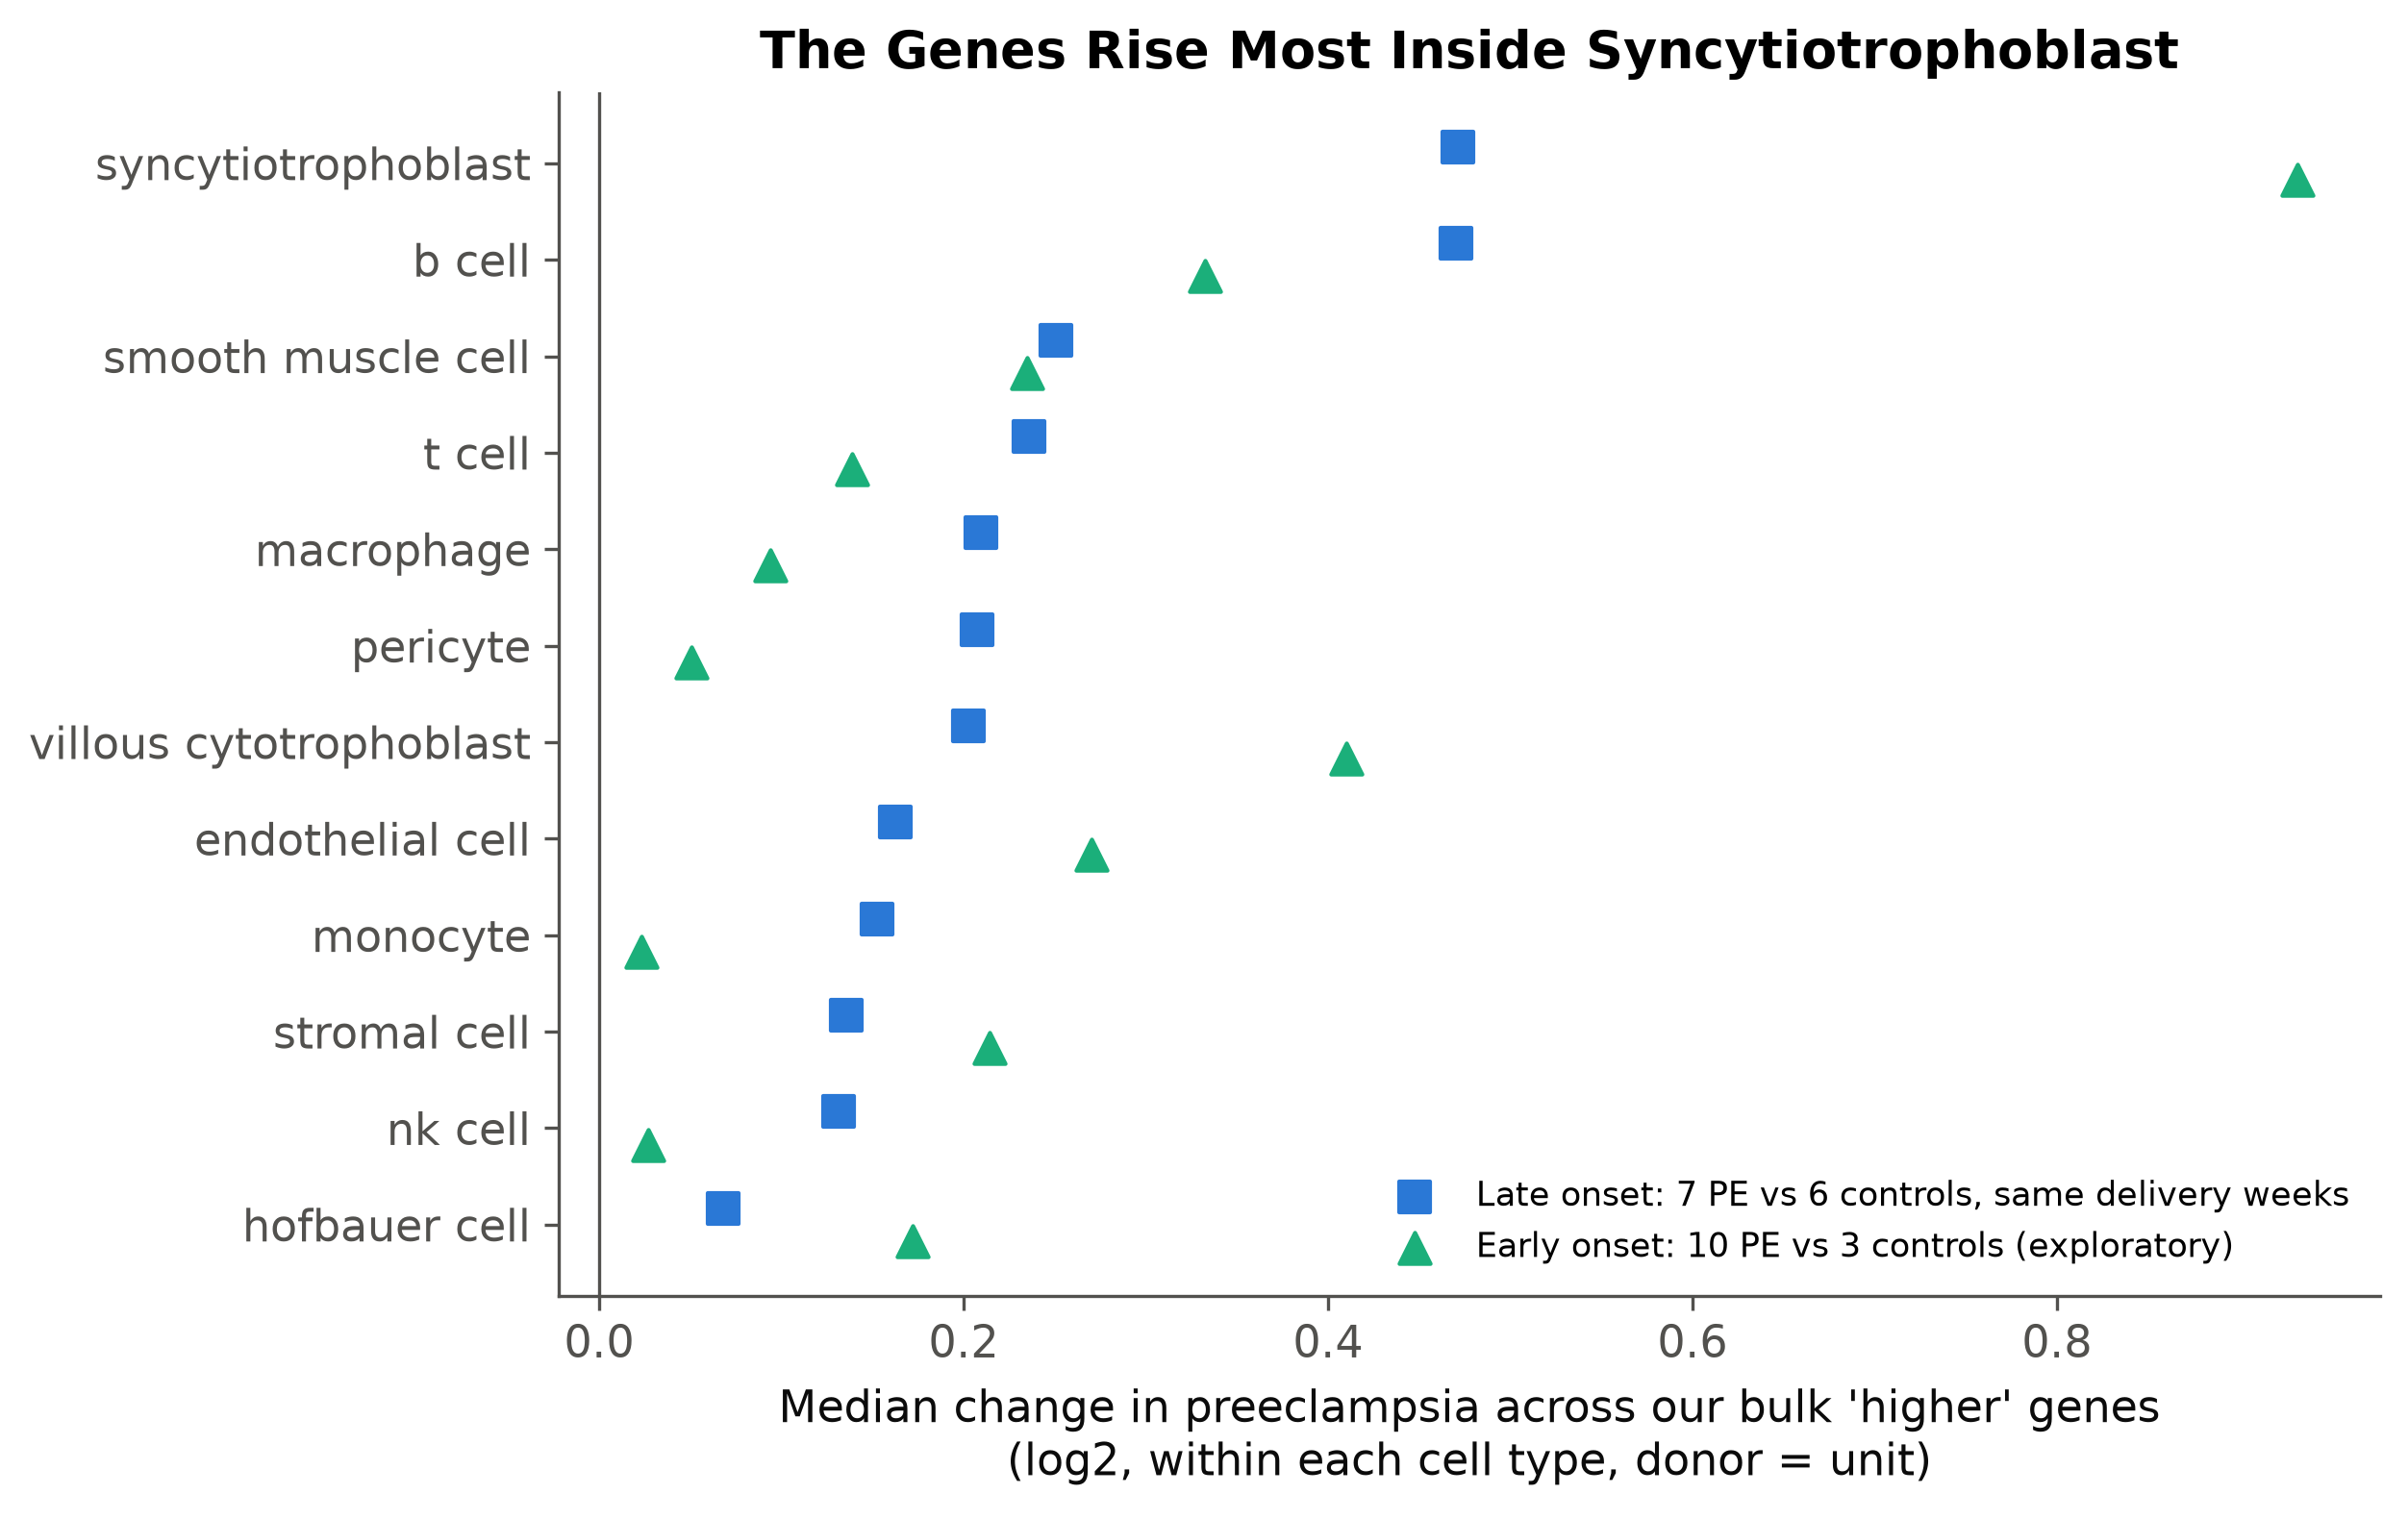 The Genes Rise Most Inside Syncytiotrophoblast
syncytiotrophoblast
b cell
smooth muscle cell
t cell
macrophage
pericyte
villous cytotrophoblast
endothelial cell
monocyte
stromal cell
nk cell
hofbauer cell
Late onset: 7 PE vs 6 controls, same delivery weeks
Early onset: 10 PE vs 3 controls (exploratory)
0.0 0.2 0.4 0.6 0.8
Median change in preeclampsia across our bulk 'higher' genes
(log2, within each cell type, donor = unit)